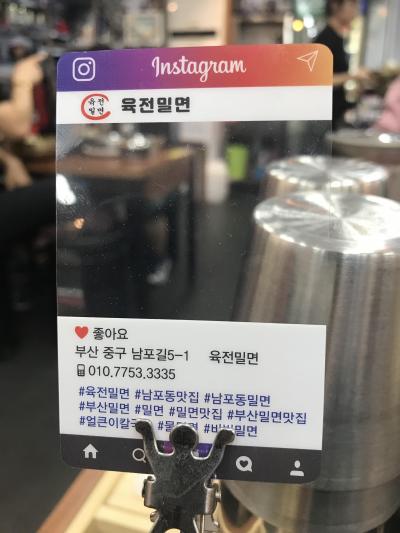 Instagram
육전
밀면
육전밀면
좋아요
부산 중구 남포길5-1 육전밀면
010.7753.3335
#육전밀면 #남포동맛집 #남포동밀면
#부산밀면 #밀면 #밀면맛집 #부산밀면맛집